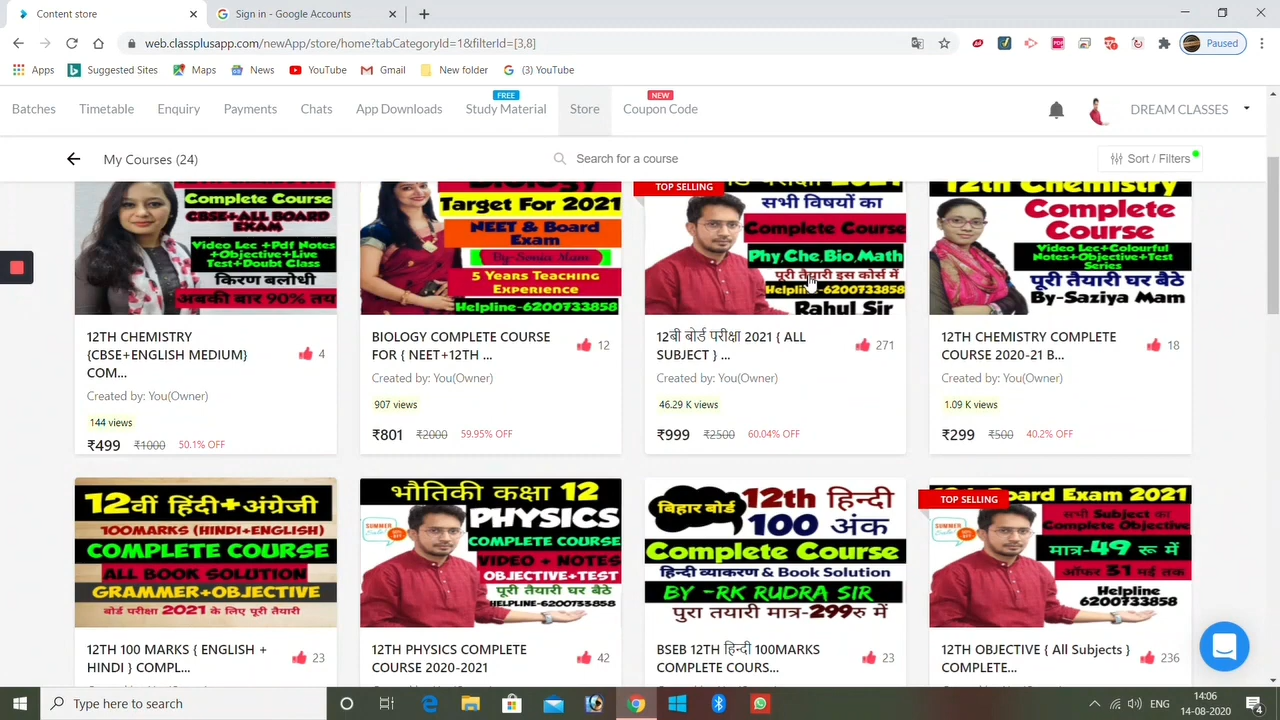 Content store
Sign in - Google Accounts
web.classplusapp.com/newApp/store/home?tabCategoryId=1&filterId=[3,8]
Paused
Apps
Suggested Sites
Maps
News
YouTube
Gmail
New folder
(3) YouTube
FREE
NEW
Batches
Timetable
Enquiry
Payments
Chats
App Downloads
Study Material
Store
Coupon Code
DREAM CLASSES
My Courses (24)
Search for a course
Sort / Filters
Complete Course
CBSE+ALL BOARD
EXAM
Video Lec +Pdf Notes
+Objective+Live
Test+Doubt Class
किरण बलोधी
अबकी बार 90% तय
Biology
Target For 2021
NEET & Board
Exam
By-Sonia Mam
5 Years Teaching
Experience
Helpline-6200733858
TOP SELLING
सभी विषयों का
Complete Course
Phy,Che,Bio,Math
पूरी तैयारी इस कोर्स में
Helpline-6200733858
Rahul Sir
12th Chemistry
Complete
Course
Video Lec+Colourful
Notes+Objective+Test
Series
पूरी तैयारी घर बैठे
By-Saziya Mam
12TH CHEMISTRY
{CBSE+ENGLISH MEDIUM}
COM...
4
Created by: You(Owner)
144 views
₹499 ₹1000 50.1% OFF
BIOLOGY COMPLETE COURSE
FOR { NEET+12TH ...
12
Created by: You(Owner)
907 views
₹801 ₹2000 59.95% OFF
12बी बोर्ड परीक्षा 2021 { ALL
SUBJECT } ...
271
Created by: You(Owner)
46.29 K views
₹999 ₹2500 60.04% OFF
12TH CHEMISTRY COMPLETE
COURSE 2020-21 B...
18
Created by: You(Owner)
1.09 K views
₹299 ₹500 40.2% OFF
12वीं हिंदी+अंग्रेजी
100MARKS (HINDI+ENGLISH)
COMPLETE COURSE
ALL BOOK SOLUTION
GRAMMER+OBJECTIVE
बोर्ड परीक्षा 2021 के लिए पूरी तैयारी
भौतिकी कक्षा 12
PHYSICS
COMPLETE COURSE
VIDEO + NOTES
OBJECTIVE+TEST
पूरी तैयारी घर बैठे
HELPLINE-6200733858
बिहार बोर्ड
12th हिन्दी
100 अंक
Complete Course
हिन्दी व्याकरण & Book Solution
BY -RK RUDRA SIR
पुरा तयारी मात्र-299रु में
TOP SELLING
Board Exam 2021
सभी Subject का
Complete Objective
मात्र-49 रू में
ऑफर 31 मई तक
Helpline
6200733858
12TH 100 MARKS { ENGLISH +
HINDI } COMPL...
23
12TH PHYSICS COMPLETE
COURSE 2020-2021
42
BSEB 12TH हिन्दी 100MARKS
COMPLETE COURS...
23
12TH OBJECTIVE { All Subjects }
COMPLETE...
236
Type here to search
ENG
14:06
14-08-2020
4